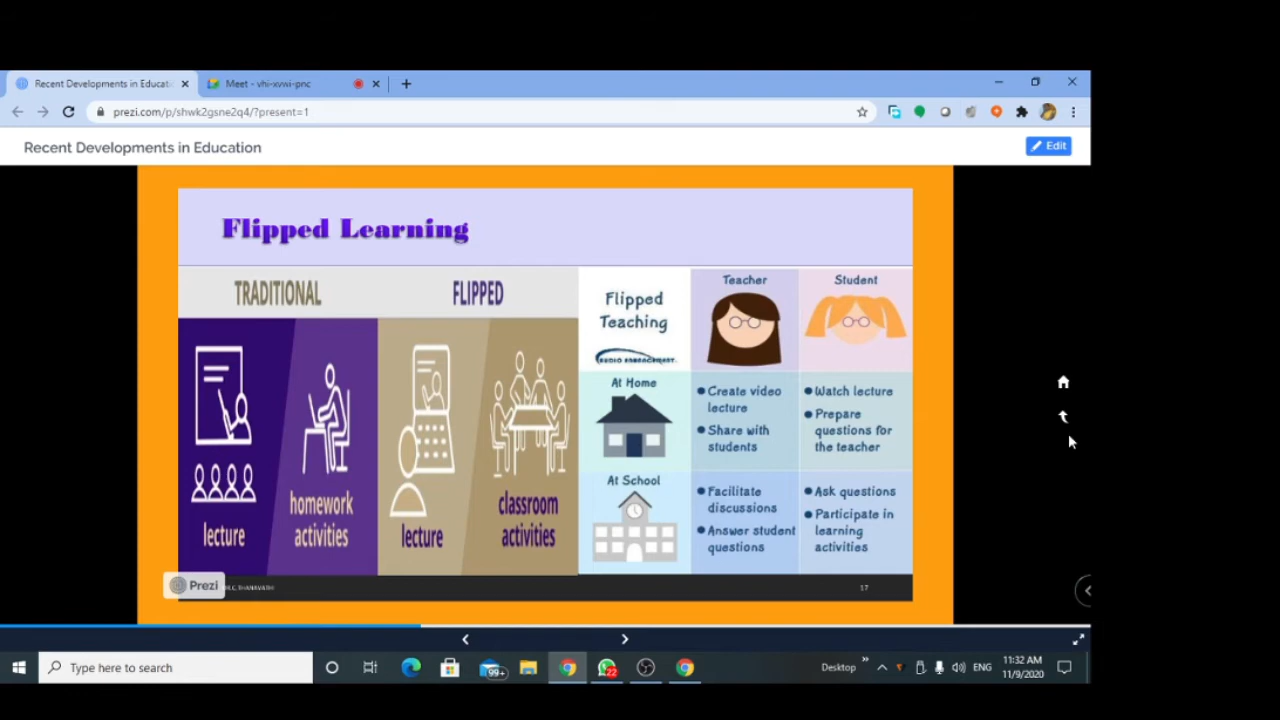 Recent Developments in Educati
Meet - vhi-xvwi-pnc
prezi.com/p/shwk2gsne2q4/?present=1
Recent Developments in Education
Edit
Flipped Learning
TRADITIONAL
FLIPPED
lecture
homework
activities
lecture
classroom
activities
Flipped
Teaching
Teacher
Student
At Home
Create video
lecture
Share with
students
Watch lecture
Prepare
questions for
the teacher
At School
Facilitate
discussions
Answer student
questions
Ask questions
Participate in
learning
activities
Prezi
THANAVATHI
17
Type here to search
99+
22
Desktop
ENG
11:32 AM
11/9/2020